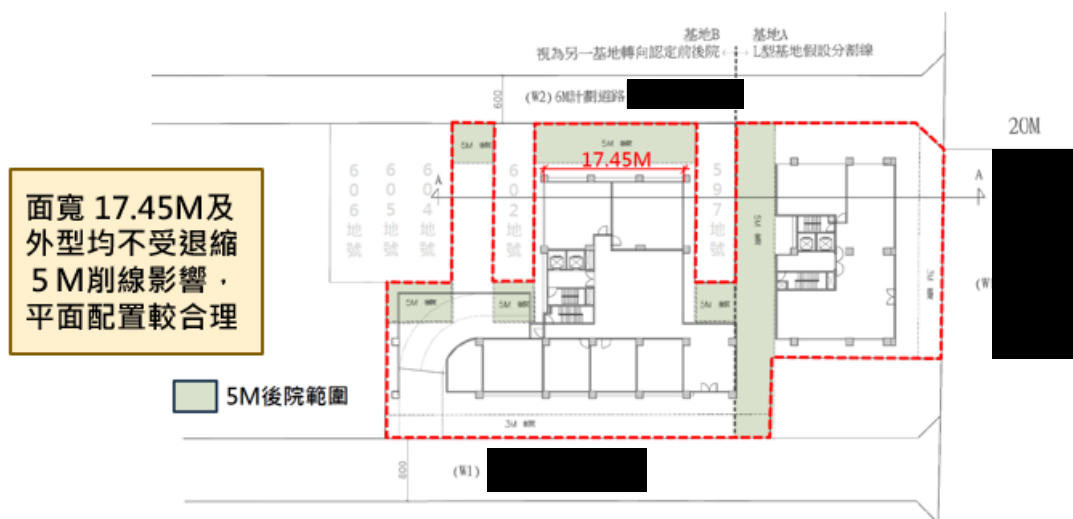 基地B
基地A
視為另一基地轉向認定前後院
L型基地假設分割線
600
(W2) 6M計劃道路
20M
5M 後院
5M 後院
17.45M
606地號
605地號
604地號
602地號
597地號
A
A
面寬 17.45M及
外型均不受退縮
5M削線影響,
平面配置較合理
5M 後院
5M 後院
5M 後院
5M 後院
3M
(W
5M後院範圍
3M
800
(W1)